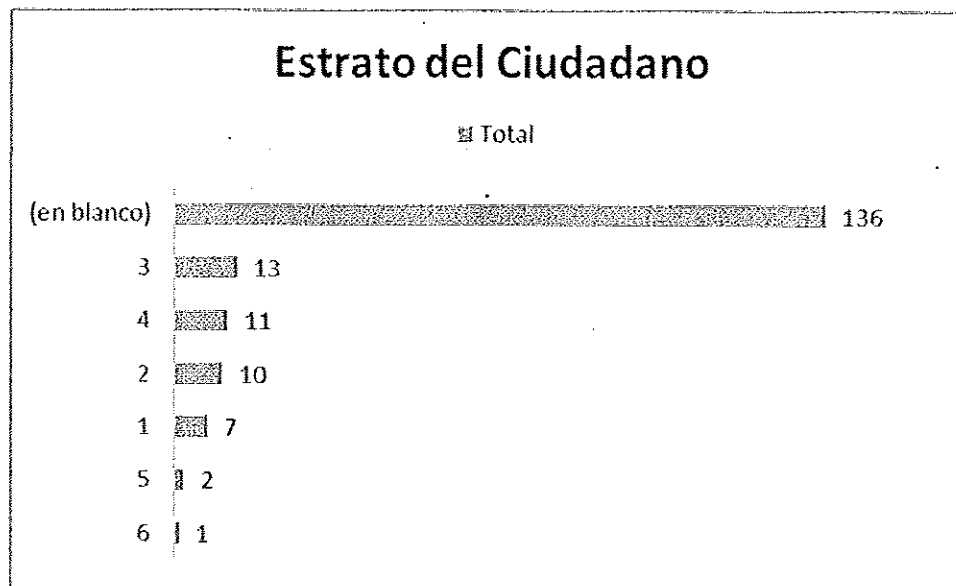 Estrato del Ciudadano
Total
(en blanco) 136
3 13
4 11
2 10
1 7
5 2
6 1